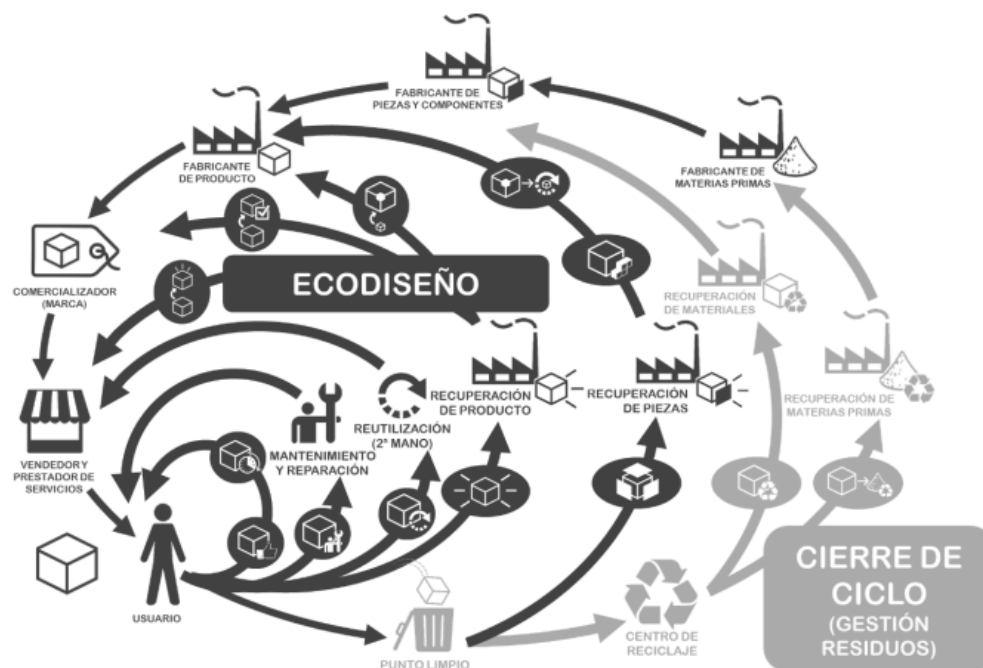 FABRICANTE DE
PIEZAS Y COMPONENTES
FABRICANTE
DE PRODUCTO
FABRICANTE DE
MATERIAS PRIMAS
COMERCIALIZADOR
(MARCA)
ECODISEÑO
RECUPERACIÓN
DE MATERIALES
RECUPERACIÓN
DE PRODUCTO
RECUPERACIÓN
DE PIEZAS
RECUPERACIÓN DE
MATERIAS PRIMAS
REUTILIZACIÓN
(2ª MANO)
MANTENIMIENTO
Y REPARACIÓN
VENDEDOR Y
PRESTADOR DE
SERVICIOS
USUARIO
PUNTO LIMPIO
CENTRO DE
RECICLAJE
CIERRE DE
CICLO
(GESTIÓN
RESIDUOS)